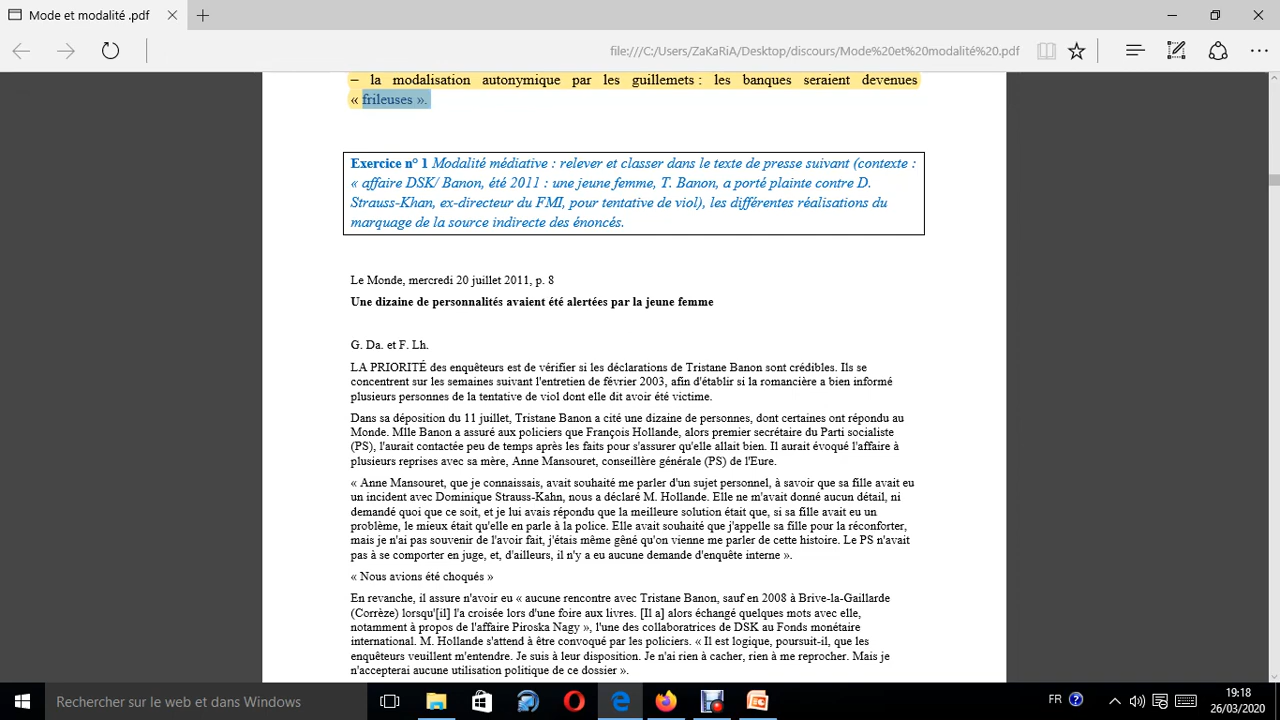 Mode et modalité .pdf
file:///C:/Users/ZaKaRiA/Desktop/discours/Mode%20et%20modalité%20.pdf
– la modalisation autonymique par les guillemets : les banques seraient devenues
« frileuses ».
Exercice n° 1 Modalité médiative : relever et classer dans le texte de presse suivant (contexte :
« affaire DSK/ Banon, été 2011 : une jeune femme, T. Banon, a porté plainte contre D.
Strauss-Khan, ex-directeur du FMI, pour tentative de viol), les différentes réalisations du
marquage de la source indirecte des énoncés.
Le Monde, mercredi 20 juillet 2011, p. 8
Une dizaine de personnalités avaient été alertées par la jeune femme
G. Da. et F. Lh.
LA PRIORITÉ des enquêteurs est de vérifier si les déclarations de Tristane Banon sont crédibles. Ils se
concentrent sur les semaines suivant l'entretien de février 2003, afin d'établir si la romancière a bien informé
plusieurs personnes de la tentative de viol dont elle dit avoir été victime.
Dans sa déposition du 11 juillet, Tristane Banon a cité une dizaine de personnes, dont certaines ont répondu au
Monde. Mlle Banon a assuré aux policiers que François Hollande, alors premier secrétaire du Parti socialiste
(PS), l'aurait contactée peu de temps après les faits pour s'assurer qu'elle allait bien. Il aurait évoqué l'affaire à
plusieurs reprises avec sa mère, Anne Mansouret, conseillère générale (PS) de l'Eure.
« Anne Mansouret, que je connaissais, avait souhaité me parler d'un sujet personnel, à savoir que sa fille avait eu
un incident avec Dominique Strauss-Kahn, nous a déclaré M. Hollande. Elle ne m'avait donné aucun détail, ni
demandé quoi que ce soit, et je lui avais répondu que la meilleure solution était que, si sa fille avait eu un
problème, le mieux était qu'elle en parle à la police. Elle avait souhaité que j'appelle sa fille pour la réconforter,
mais je n'ai pas souvenir de l'avoir fait, j'étais même gêné qu'on vienne me parler de cette histoire. Le PS n'avait
pas à se comporter en juge, et, d'ailleurs, il n'y a eu aucune demande d'enquête interne ».
« Nous avions été choqués »
En revanche, il assure n'avoir eu « aucune rencontre avec Tristane Banon, sauf en 2008 à Brive-la-Gaillarde
(Corrèze) lorsqu'[il] l'a croisée lors d'une foire aux livres. [Il a] alors échangé quelques mots avec elle,
notamment à propos de l'affaire Piroska Nagy », l'une des collaboratrices de DSK au Fonds monétaire
international. M. Hollande s'attend à être convoqué par les policiers. « Il est logique, poursuit-il, que les
enquêteurs veuillent m'entendre. Je suis à leur disposition. Je n'ai rien à cacher, rien à me reprocher. Mais je
n'accepterai aucune utilisation politique de ce dossier ».
Rechercher sur le web et dans Windows
FR
19:18
26/03/2020